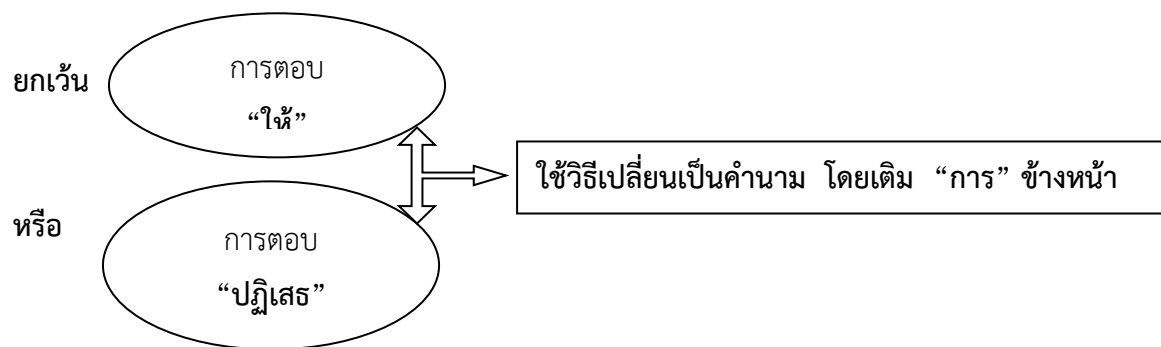 ยกเว้น
การตอบ
“ให้”
ใช้วิธีเปลี่ยนเป็นคำนาม โดยเติม “การ” ข้างหน้า
หรือ
การตอบ
“ปฏิเสธ”